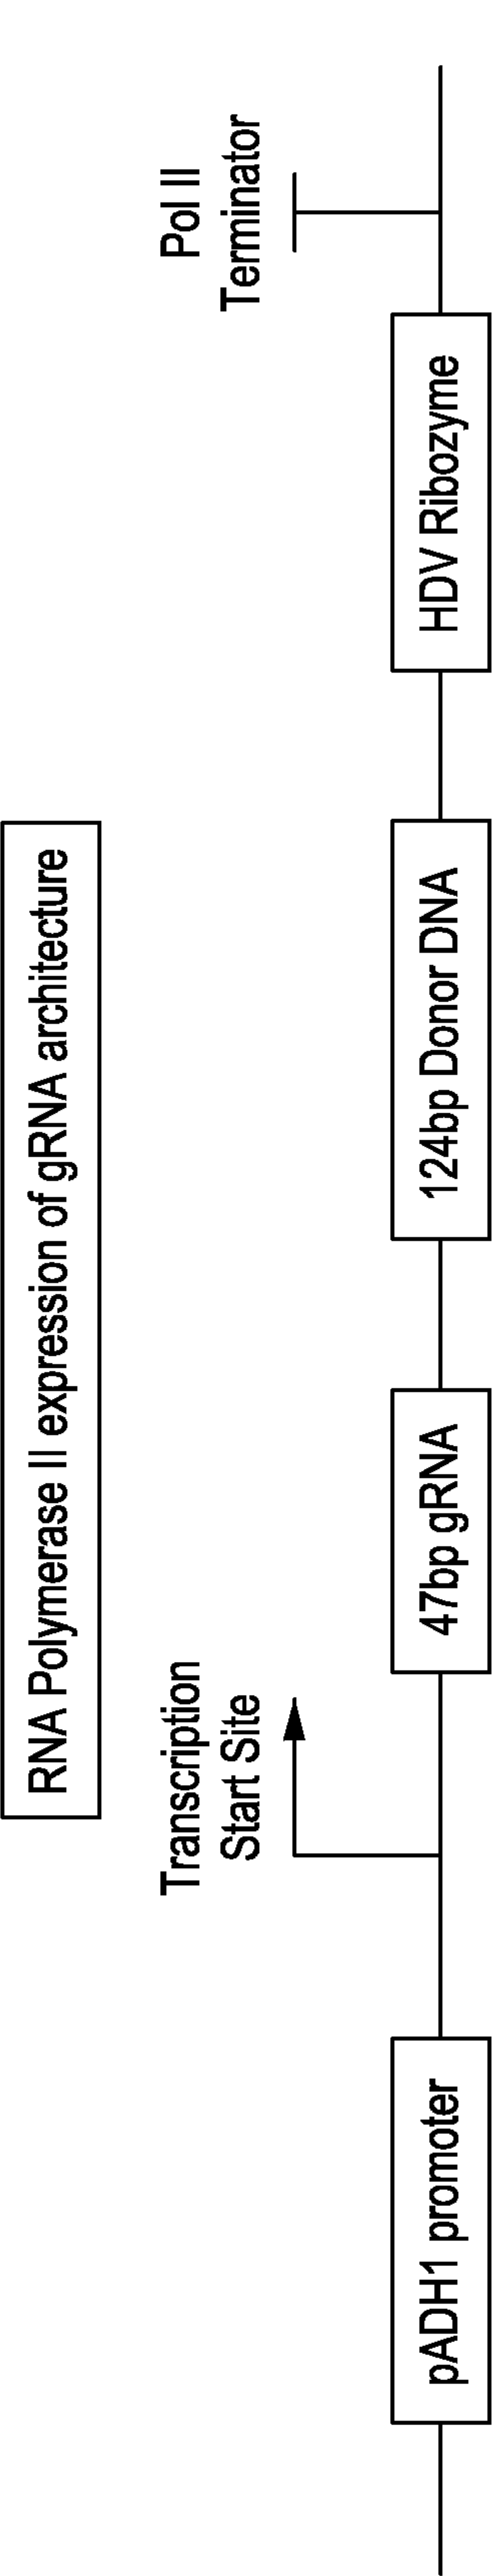 RNA Polymerase II expression of gRNA architecture
Transcription
Start Site
Pol II
Terminator
pADH1 promoter
47bp gRNA
124bp Donor DNA
HDV Ribozyme